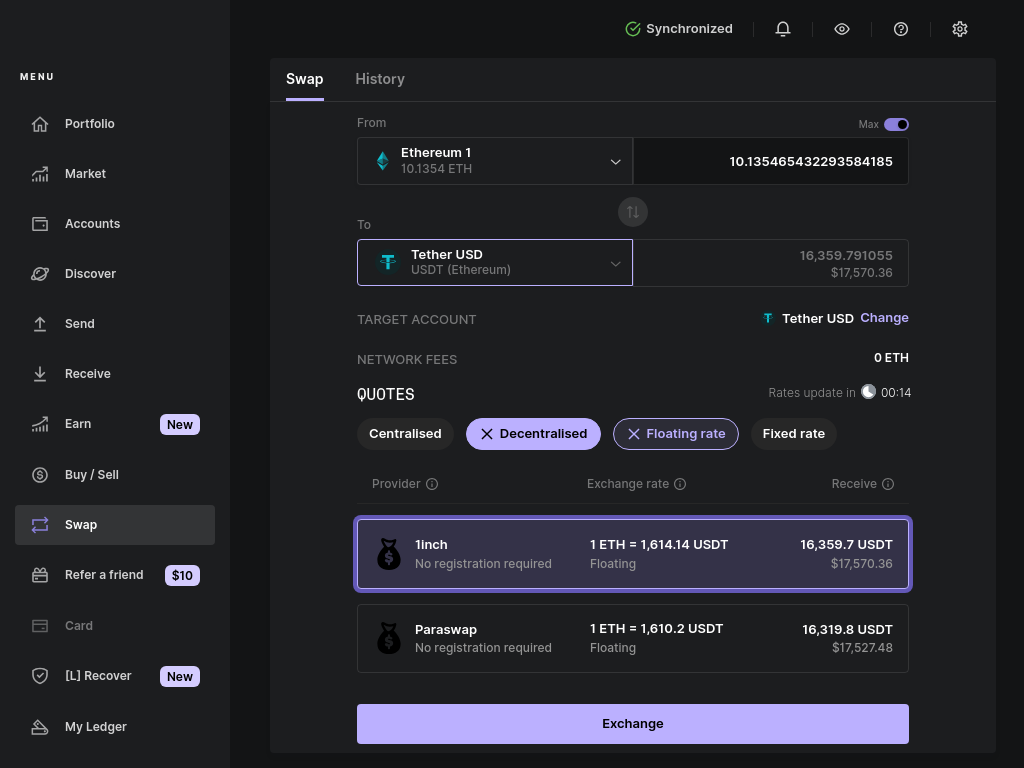 Synchronized
MENU
Portfolio
Market
Accounts
Discover
Send
Receive
Earn New
Buy / Sell
Swap
Refer a friend $10
Card
[L] Recover New
My Ledger
Swap History
From Max
Ethereum 1
10.1354 ETH
10.135465432293584185
To
Tether USD
USDT (Ethereum)
16,359.791055
$17,570.36
TARGET ACCOUNT Tether USD Change
NETWORK FEES 0 ETH
QUOTES Rates update in 00:14
Centralised Decentralised Floating rate Fixed rate
Provider Exchange rate Receive
1inch 1 ETH = 1,614.14 USDT 16,359.7 USDT
No registration required Floating $17,570.36
Paraswap 1 ETH = 1,610.2 USDT 16,319.8 USDT
No registration required Floating $17,527.48
Exchange